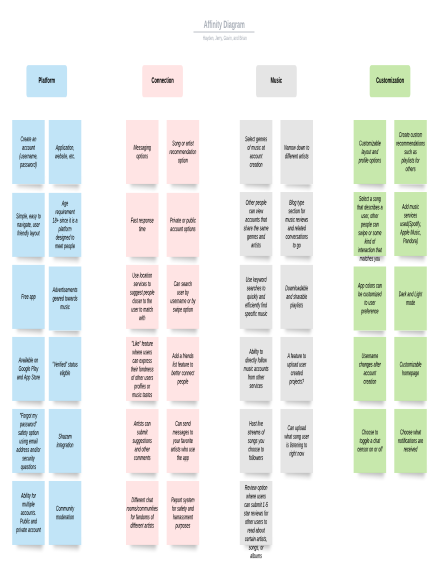 Affinity Diagram
Platform
Connection
Music
Customization
Create an
account
(username,
password)
Application,
website, etc.
Messaging
options
Song or artist
recommendation
option
Select genres
of music at
account
creation
Narrow down to
different artists
Customizable
layout and
profile options
Create custom
recommendations
such as
playlists for
others
Simple, easy to
navigate, user
friendly layout
Age
requirement
18+ since it is a
platform
designed to
meet people
Fast response
time
Private or public
account options
Other people
can view
accounts
that share the
same genres and
artists
Blog type
section for
music reviews
and related
conversations
to go
Select a song
that describes a
user, other
people can
swipe or some
kind of
interaction that
matches you
Add music
services
used(Spotify,
Apple Music,
Pandora)
Free app
Advertisements
geared towards
music
Use location
services to
suggest people
closer to the
user to match
with
Can search
user by
username or by
swipe option
Use keyword
searches to
quickly and
efficiently find
specific music
Downloadable
and sharable
playlists
App colors can
be customized
to user
preference
Dark and Light
mode
Available on
Google Play
and App Store
"Verified" status
eligible
"Like" feature
where users
can express
their fondness
of other users
profiles or
music tastes
Add a friends
list feature to
better connect
people
Ability to
directly follow
music accounts
from other
services
A feature to
upload user
created
projects?
Username
changes after
account
creation
Customizable
homepage
"Forgot my
password"
safety option
using email
address and/or
security
questions
Shazam
Integration
Artists can
submit
suggestions
and other
comments
Can send
messages to
your favorite
artists who use
the app
Host live
streams of
songs you
choose to
followers
Can upload
what song user
is listening to
right now
Choose to
toggle a chat
censor on or off
Choose what
notifications are
received
Ability for
multiple
accounts,
Public and
private account
Community
moderation
Different chat
rooms/communities
for fandoms of
different artists
Report system
for safety and
harassment
purposes
Review option
where users
can submit 1-5
star reviews for
other users to
read about
certain artists,
songs, or
albums